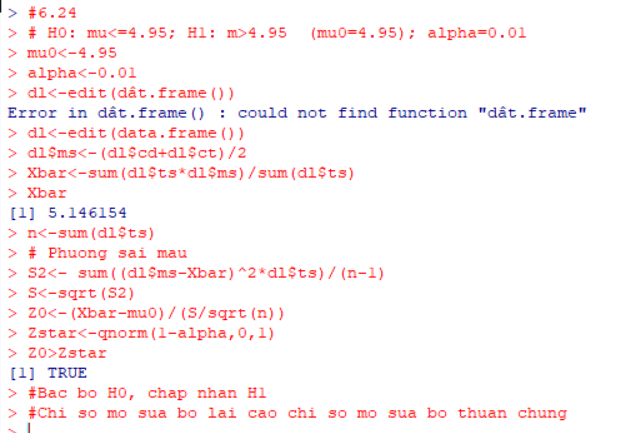 > #6.24
> # H0: mu<=4.95; H1: m>4.95  (mu0=4.95); alpha=0.01
> mu0<-4.95
> alpha<-0.01
> dl<-edit(dât.frame())
Error in dât.frame() : could not find function "dât.frame"
> dl<-edit(data.frame())
> dl$ms<-(dl$cd+dl$ct)/2
> Xbar<-sum(dl$ts*dl$ms)/sum(dl$ts)
> Xbar
[1] 5.146154
> n<-sum(dl$ts)
> # Phuong sai mau
> S2<- sum((dl$ms-Xbar)^2*dl$ts)/(n-1)
> S<-sqrt(S2)
> Z0<-(Xbar-mu0)/(S/sqrt(n))
> Zstar<-qnorm(1-alpha,0,1)
> Z0>Zstar
[1] TRUE
> #Bac bo H0, chap nhan H1
> #Chi so mo sua bo lai cao chi so mo sua bo thuan chung
>